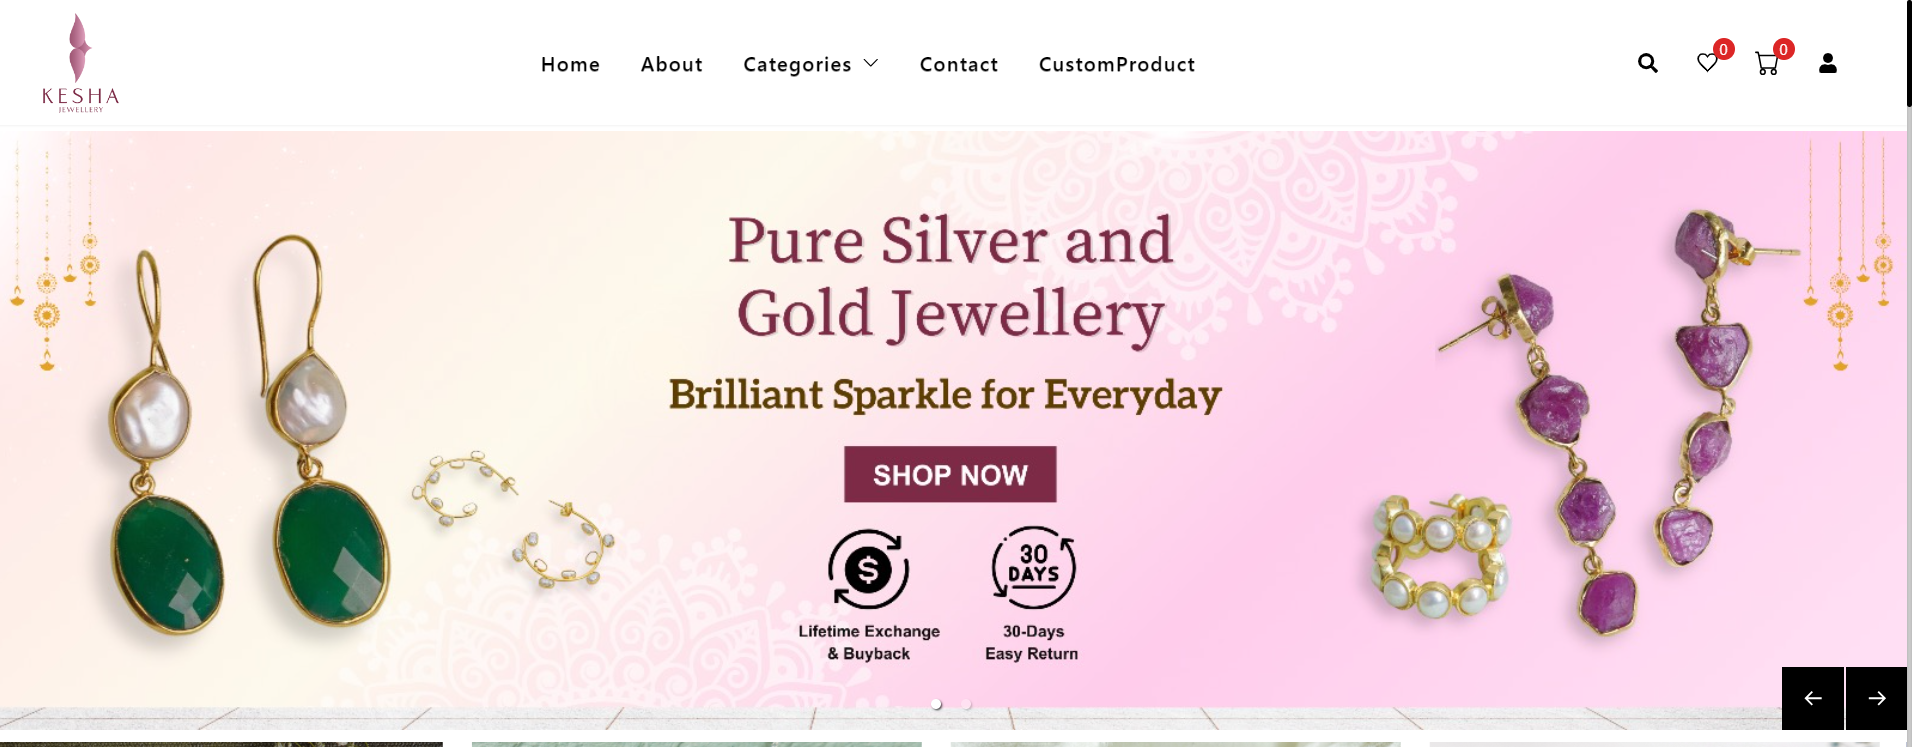 KESHA
JEWELLERY
Home About Categories Contact CustomProduct
0 0
Pure Silver and
Gold Jewellery
Brilliant Sparkle for Everyday
SHOP NOW
$
30
DAYS
Lifetime Exchange
& Buyback
30-Days
Easy Return